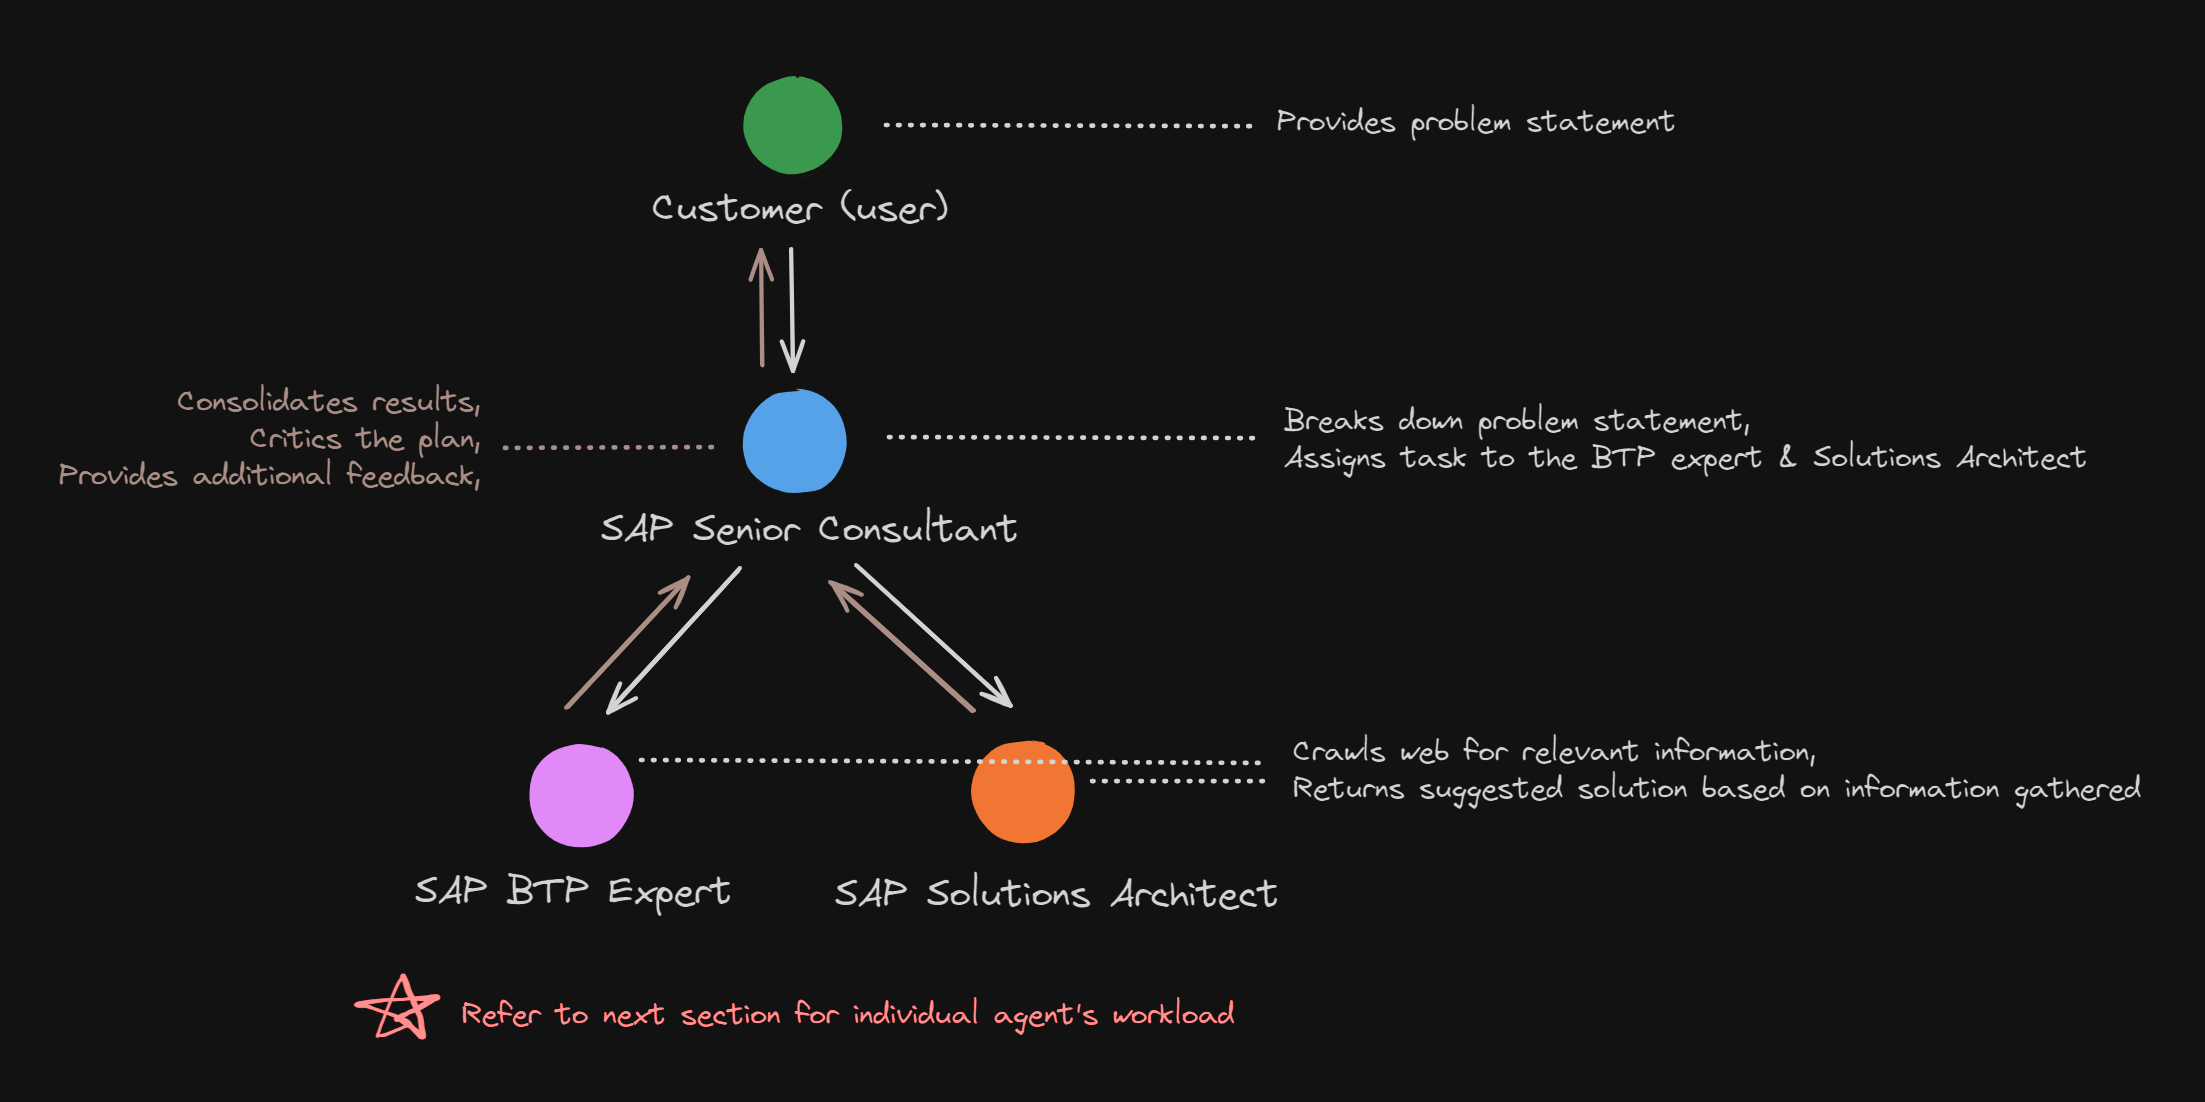 Provides problem statement
Customer (user)
Consolidates results,
Critics the plan,
Provides additional feedback,
Breaks down problem statement,
Assigns task to the BTP expert & Solutions Architect
SAP Senior Consultant
Crawls web for relevant information,
Returns suggested solution based on information gathered
SAP BTP Expert
SAP Solutions Architect
Refer to next section for individual agent's workload